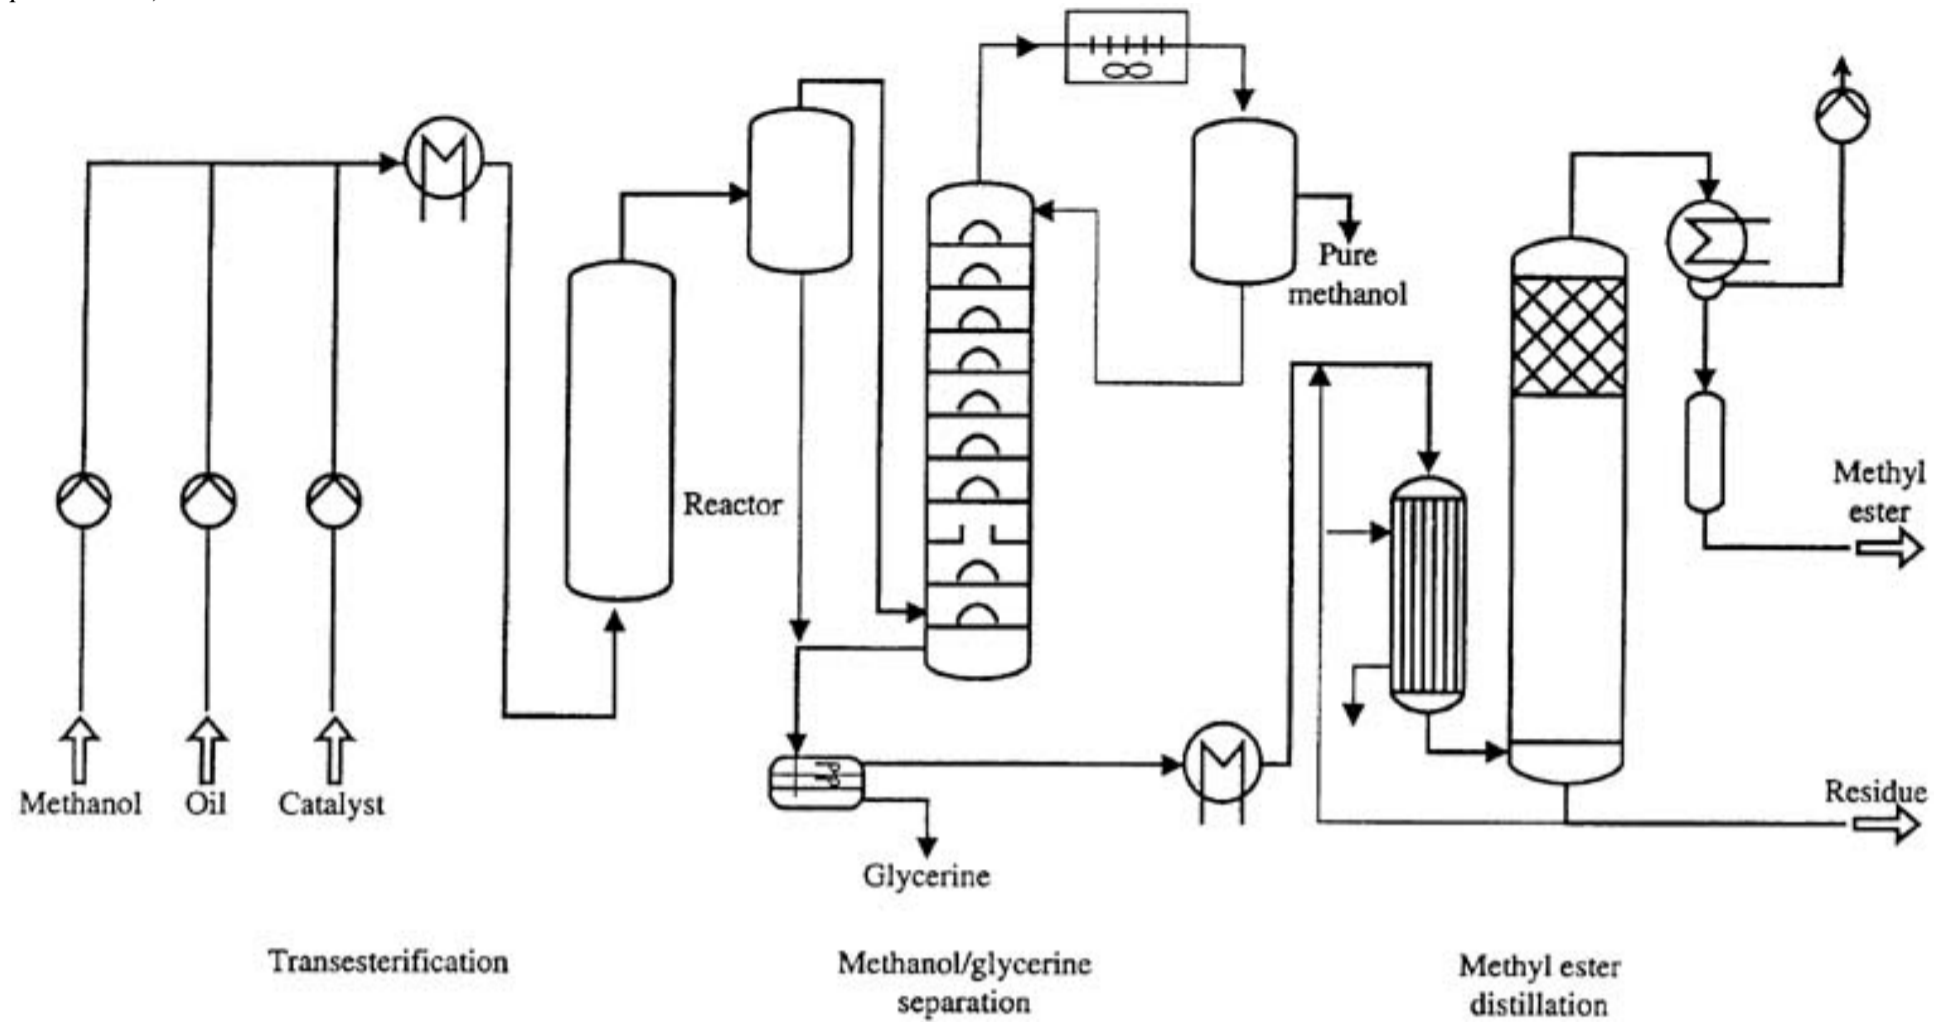 Pure
methanol
Reactor
Methyl
ester
Methanol
Oil
Catalyst
Residue
Glycerine
Transesterification
Methanol/glycerine
separation
Methyl ester
distillation